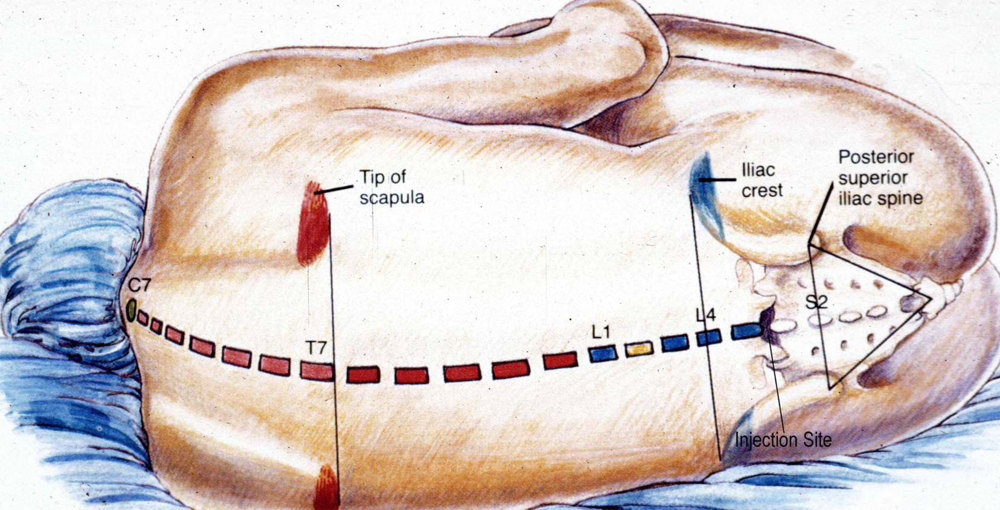 Tip of
scapula
Iliac
crest
Posterior
superior
iliac spine
C7
T7
L1
L4
S2
Injection Site